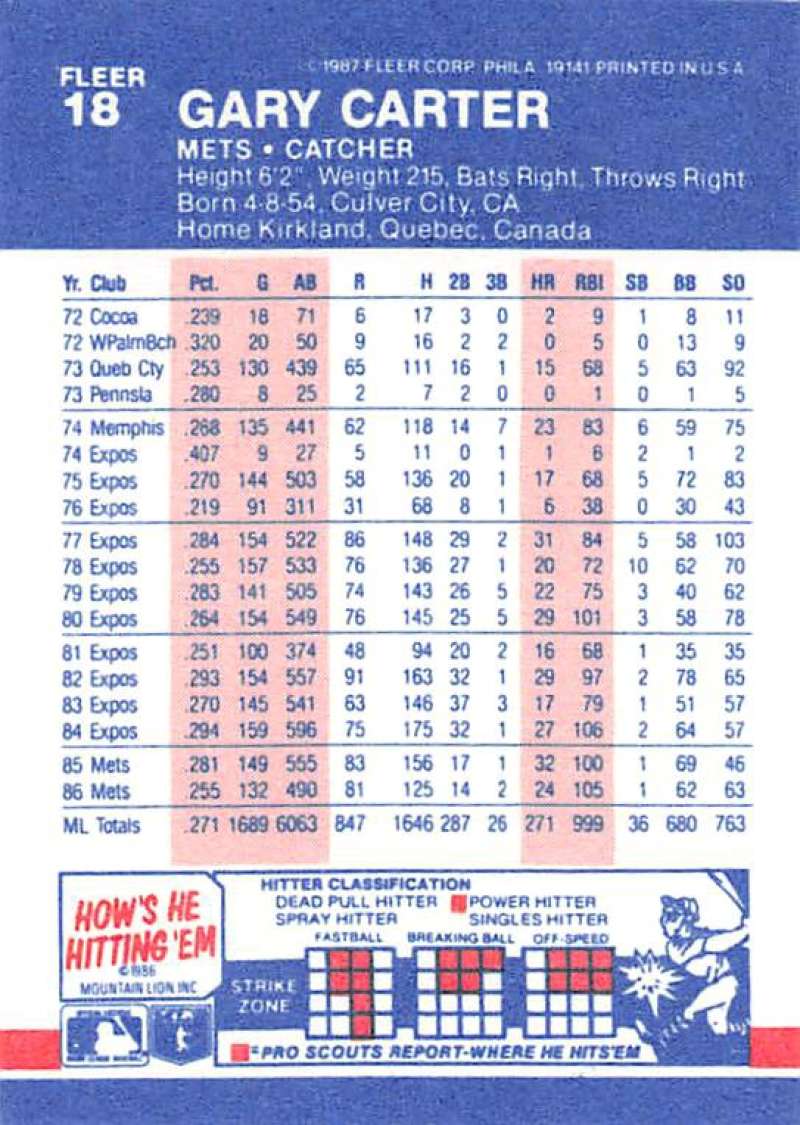 © 1987 FLEER CORP. PHILA. 19141 PRINTED IN U.S.A.
FLEER
18 GARY CARTER
METS • CATCHER
Height 6'2", Weight 215, Bats Right, Throws Right
Born 4-8-54, Culver City, CA
Home Kirkland, Quebec, Canada
Yr. Club Pct. G AB R H 2B 3B HR RBI SB BB SO
72 Cocoa .239 18 71 6 17 3 0 2 9 1 8 11
72 WPalmBch .320 20 50 9 16 2 2 0 5 0 13 9
73 Queb Cty .253 130 439 65 111 16 1 15 68 5 63 92
73 Pennsla .280 8 25 2 7 2 0 0 1 0 1 5
74 Memphis .268 135 441 62 118 14 7 23 83 6 59 75
74 Expos .407 9 27 5 11 0 1 1 6 2 1 2
75 Expos .270 144 503 58 136 20 1 17 68 5 72 83
76 Expos .219 91 311 31 68 8 1 6 38 0 30 43
77 Expos .284 154 522 86 148 29 2 31 84 5 58 103
78 Expos .255 157 533 76 136 27 1 20 72 10 62 70
79 Expos .283 141 505 74 143 26 5 22 75 3 40 62
80 Expos .264 154 549 76 145 25 5 29 101 3 58 78
81 Expos .251 100 374 48 94 20 2 16 68 1 35 35
82 Expos .293 154 557 91 163 32 1 29 97 2 78 65
83 Expos .270 145 541 63 146 37 3 17 79 1 51 57
84 Expos .294 159 596 75 175 32 1 27 106 2 64 57
85 Mets .281 149 555 83 156 17 1 32 100 1 69 46
86 Mets .255 132 490 81 125 14 2 24 105 1 62 63
ML Totals .271 1689 6063 847 1646 287 26 271 999 36 680 763
HOW'S HE
HITTING 'EM
© 1986
MOUNTAIN LION INC
HITTER CLASSIFICATION
DEAD PULL HITTER POWER HITTER
SPRAY HITTER SINGLES HITTER
FASTBALL BREAKING BALL OFF-SPEED
STRIKE
ZONE
=PRO SCOUTS REPORT-WHERE HE HITS'EM